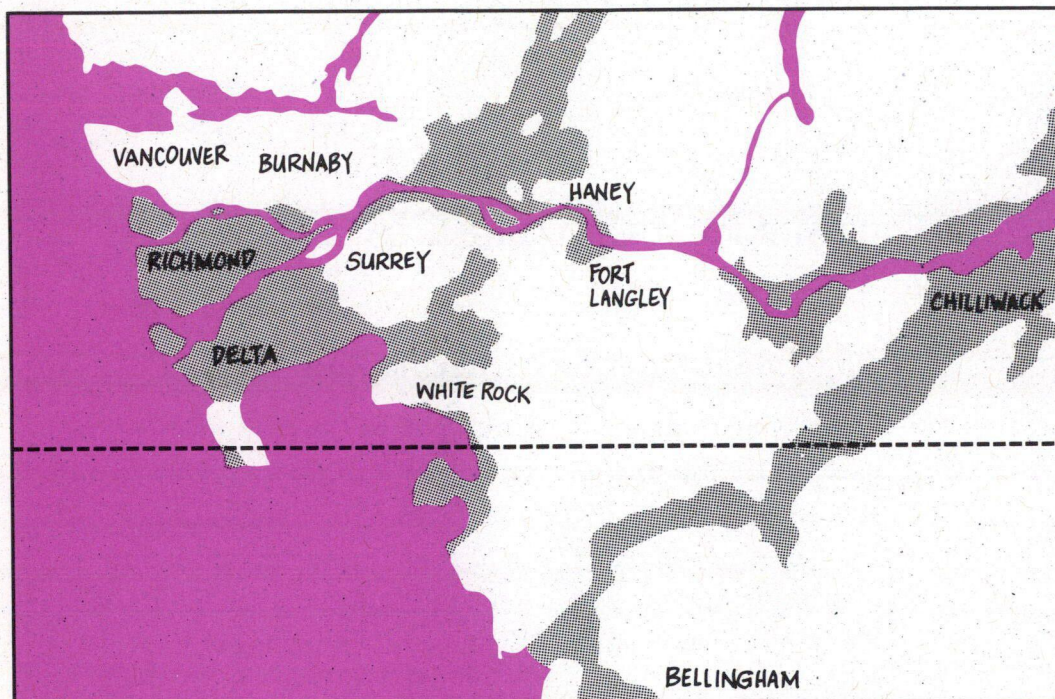 VANCOUVER
BURNABY
HANEY
RICHMOND
SURREY
FORT
LANGLEY
CHILLIWACK
DELTA
WHITE ROCK
BELLINGHAM